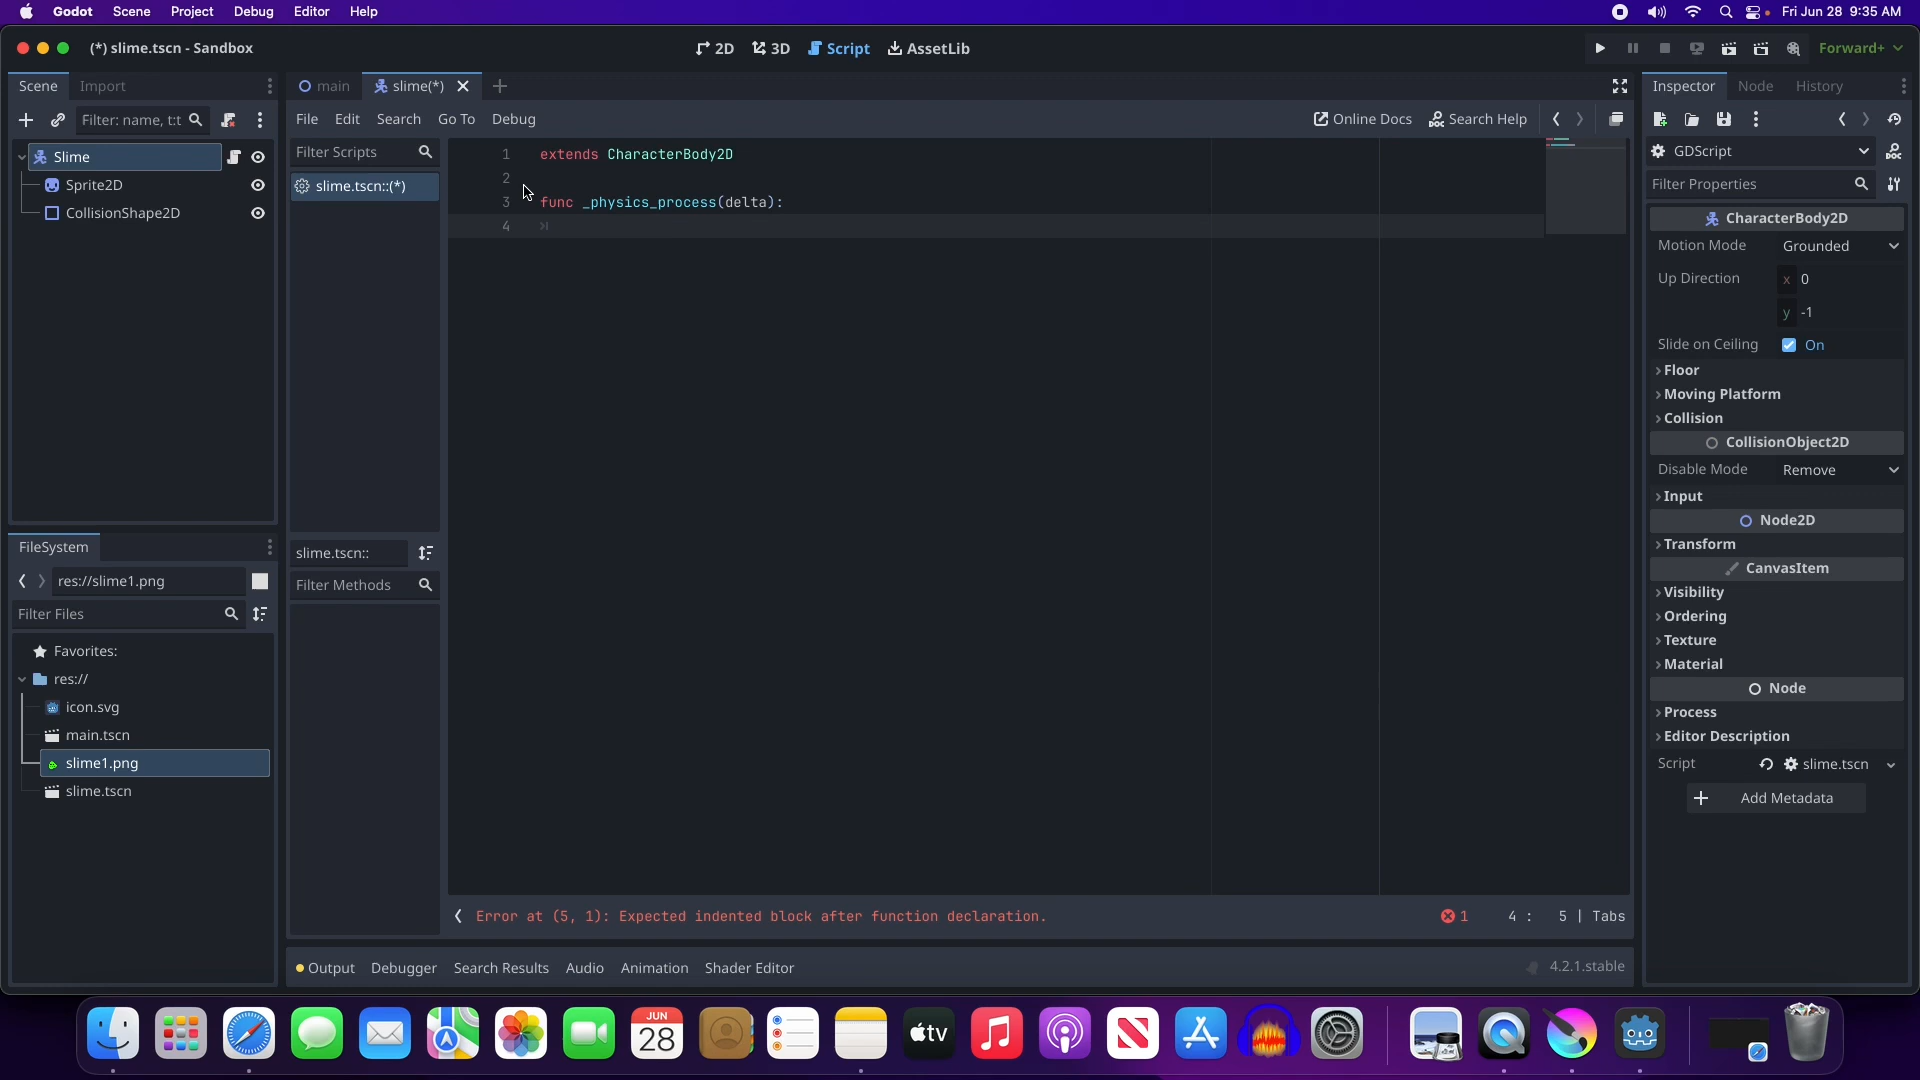 Godot Scene Project Debug Editor Help Fri Jun 28 9:35 AM
(*) slime.tscn - Sandbox 2D 3D Script AssetLib Forward+
Scene Import main slime(*) Inspector Node History
Filter: name, t:t File Edit Search Go To Debug Online Docs Search Help
Slime
Sprite2D
CollisionShape2D
FileSystem
res://slime1.png
Filter Files
Favorites:
res://
icon.svg
main.tscn
slime1.png
slime.tscn
Filter Scripts
slime.tscn::(*)
slime.tscn::
Filter Methods
1 extends CharacterBody2D
2
3 func _physics_process(delta):
4
Error at (5, 1): Expected indented block after function declaration. 1 4 : 5 | Tabs
Output Debugger Search Results Audio Animation Shader Editor 4.2.1.stable
GDScript
Filter Properties
CharacterBody2D
Motion Mode Grounded
Up Direction x 0
y -1
Slide on Ceiling On
Floor
Moving Platform
Collision
CollisionObject2D
Disable Mode Remove
Input
Node2D
Transform
CanvasItem
Visibility
Ordering
Texture
Material
Node
Process
Editor Description
Script slime.tscn
Add Metadata
JUN
28
tv